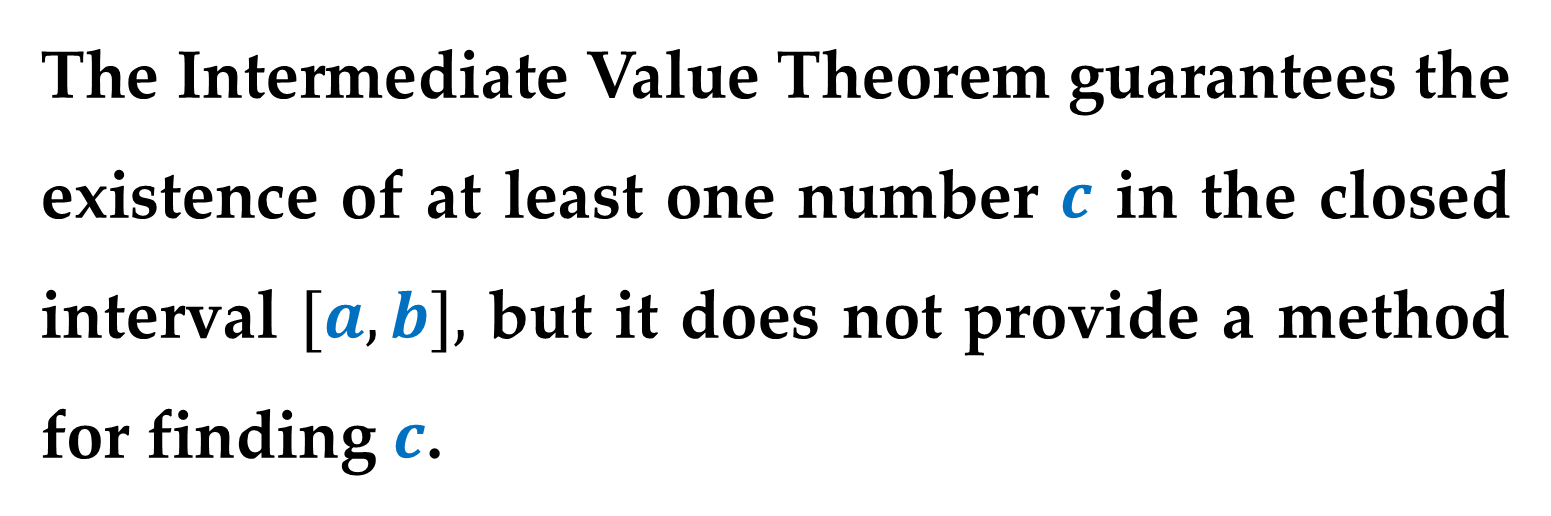 The Intermediate Value Theorem guarantees the
existence of at least one number c in the closed
interval [a, b], but it does not provide a method
for finding c.